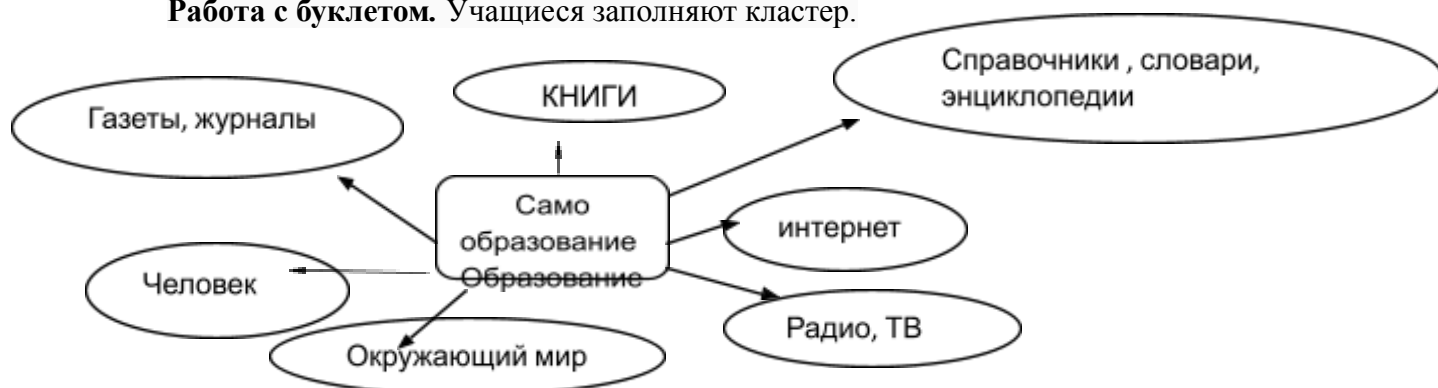 Работа с буклетом. Учащиеся заполняют кластер.
Справочники , словари,
энциклопедии
КНИГИ
Газеты, журналы
Само
образование
Образование
интернет
Человек
Радио, ТВ
Окружающий мир